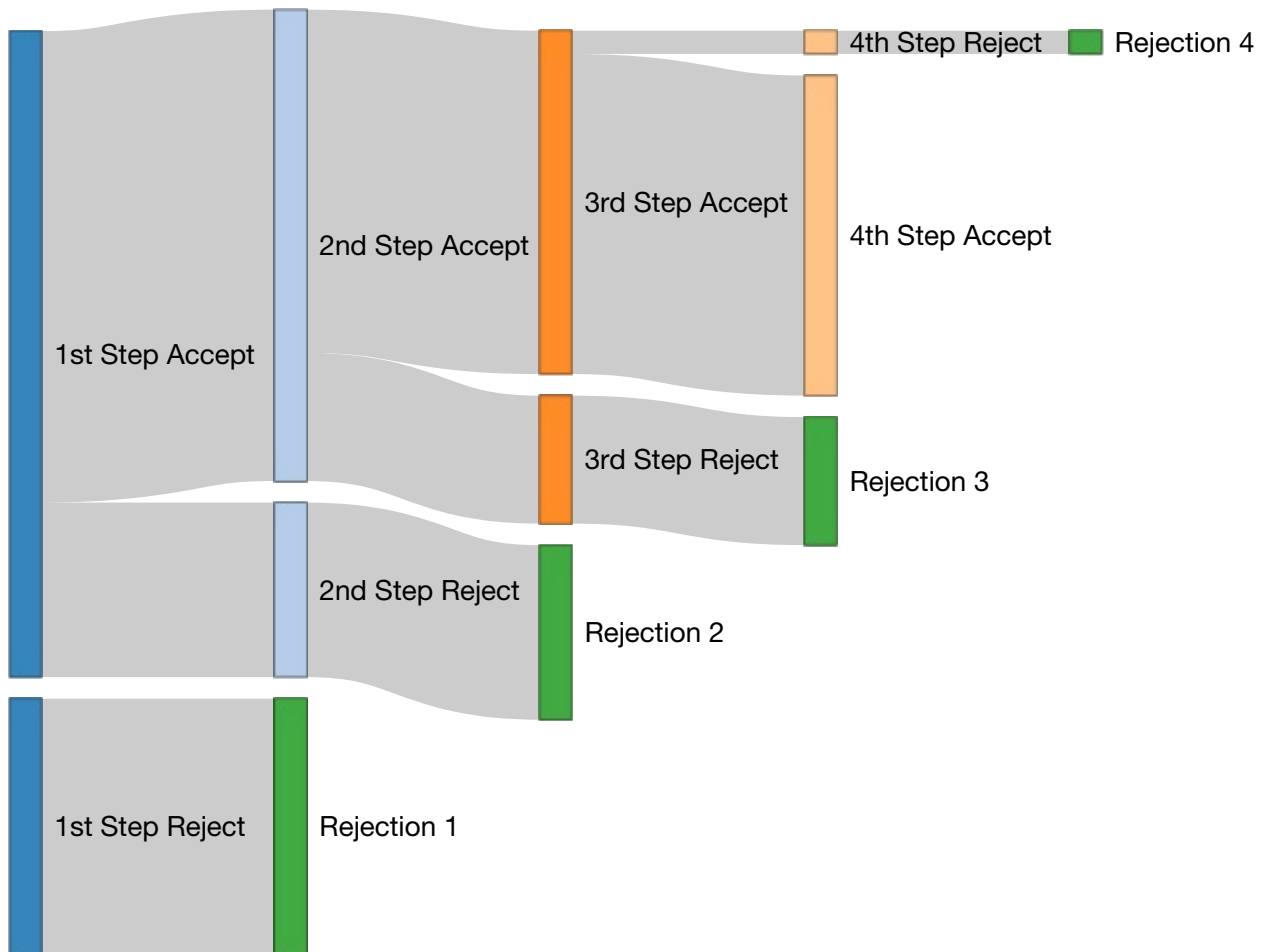 4th Step Reject
Rejection 4
3rd Step Accept
4th Step Accept
2nd Step Accept
1st Step Accept
3rd Step Reject
Rejection 3
2nd Step Reject
Rejection 2
1st Step Reject
Rejection 1